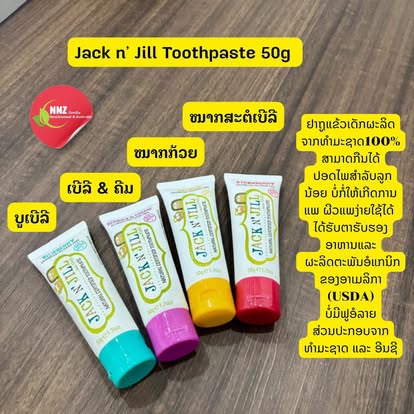 Jack n' Jill Toothpaste 50g
NNZ
ໝາກສະຕໍເບີລີ
ໝາກກ້ວຍ
ເບີລີ & ຄີມ
ບູເບີລີ
ຢາຖູແຂ້ວເດັກຜະລິດ
ຈາກທຳມະຊາດ100%
ສາມາດກືນໄດ້
ປອດໄພສຳລັບລູກ
ນ້ອຍ ບໍ່ກໍ່ໃຫ້ເກີດການ
ແພ ຜິວແພງ່າຍໃຊ້ໄດ້
ໄດ້ຮັບຕາຮັບຮອງ
ອາຫານແລະ
ຜະລິດຕະພັນອໍແກນິກ
ຂອງອາເມລິກາ
(USDA)
ບໍ່ມີຟູອໍລາຍ
ສ່ວນປະກອບຈາກ
ທຳມະຊາດ ແລະ ອືມຊີ
JACK N' JILL
JACK N' JILL
JACK N' JILL
JACK N' JILL